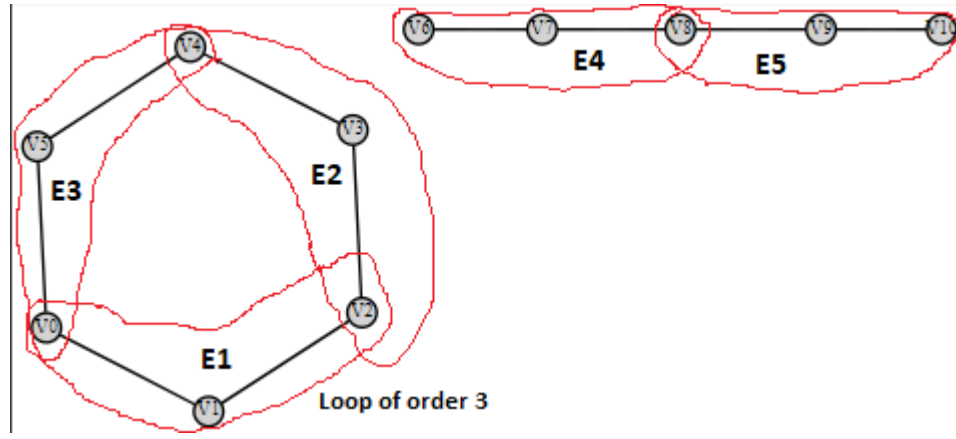 V6 V7 V8 V9 V10
E4 E5
V4
V3
V5
E2
E3
V2
V0
E1
V1
Loop of order 3